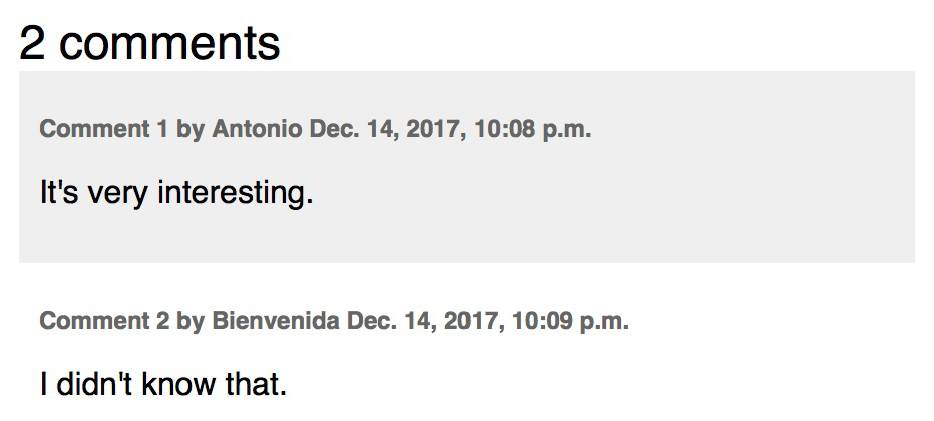 2 comments
Comment 1 by Antonio Dec. 14, 2017, 10:08 p.m.
It's very interesting.
Comment 2 by Bienvenida Dec. 14, 2017, 10:09 p.m.
I didn't know that.